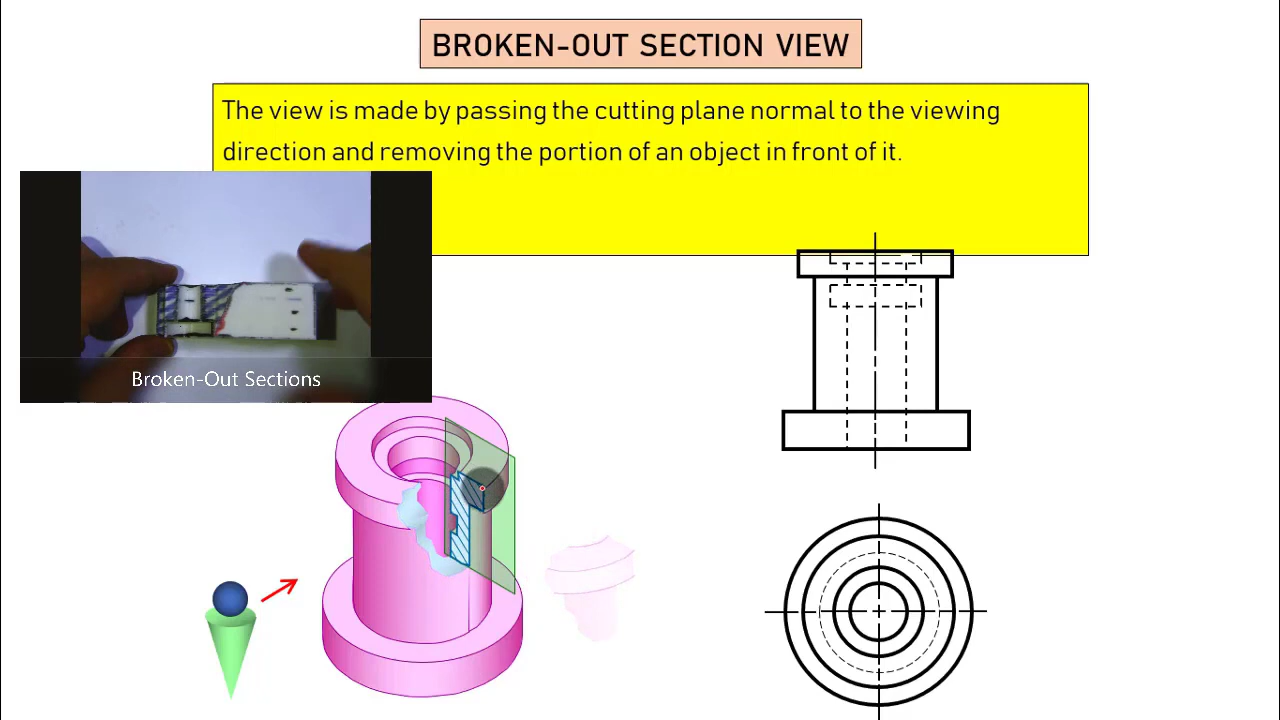 BROKEN-OUT SECTION VIEW
The view is made by passing the cutting plane normal to the viewing
direction and removing the portion of an object in front of it.
Broken-Out Sections